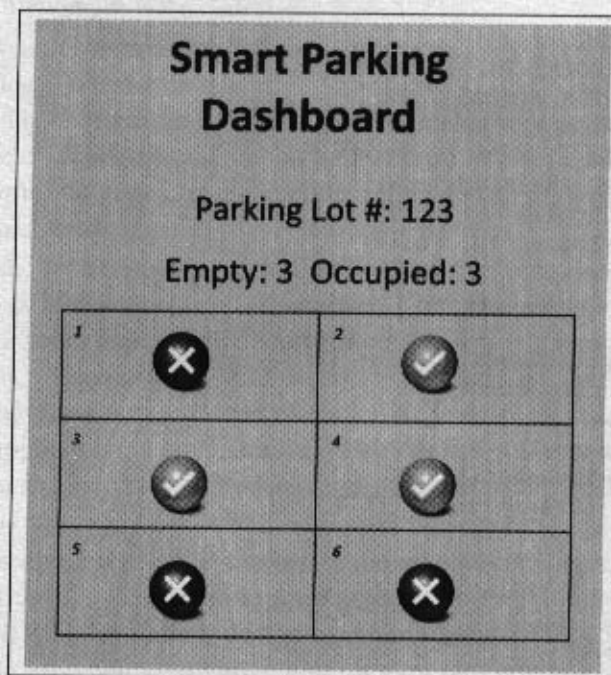 Smart Parking
Dashboard
Parking Lot #: 123
Empty: 3 Occupied: 3
1 2
3 4
5 6